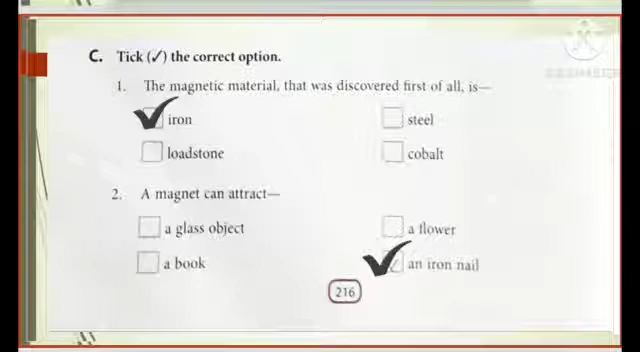 C. Tick (✓) the correct option.
1. The magnetic material, that was discovered first of all, is—
iron
steel
loadstone
cobalt
2. A magnet can attract—
a glass object
a flower
a book
an iron nail
216